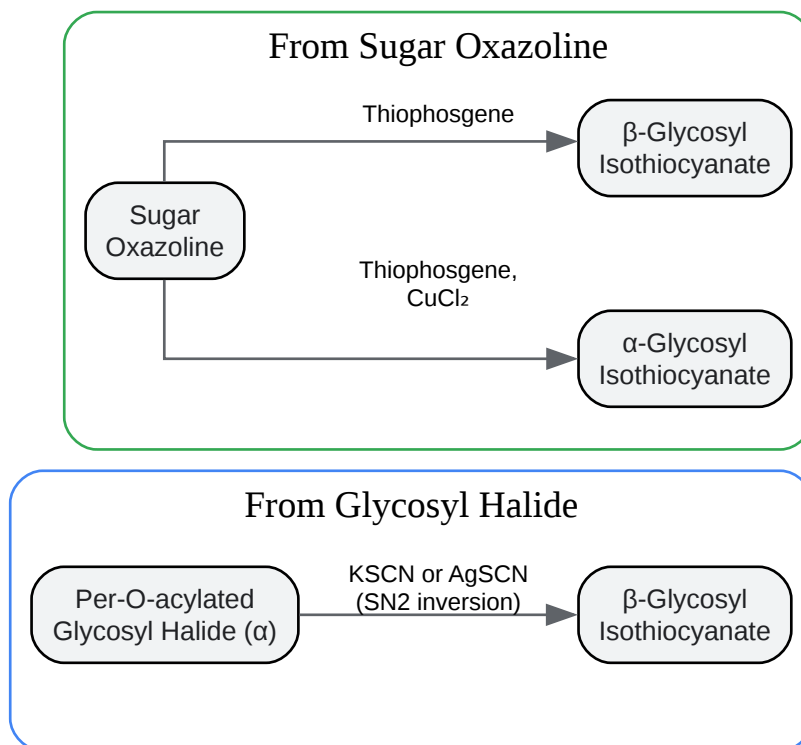 From Sugar Oxazoline
Thiophosgene
β-Glycosyl
Isothiocyanate
Sugar
Oxazoline
Thiophosgene,
CuCl₂
α-Glycosyl
Isothiocyanate
From Glycosyl Halide
Per-O-acylated
Glycosyl Halide (α)
KSCN or AgSCN
(SN2 inversion)
β-Glycosyl
Isothiocyanate